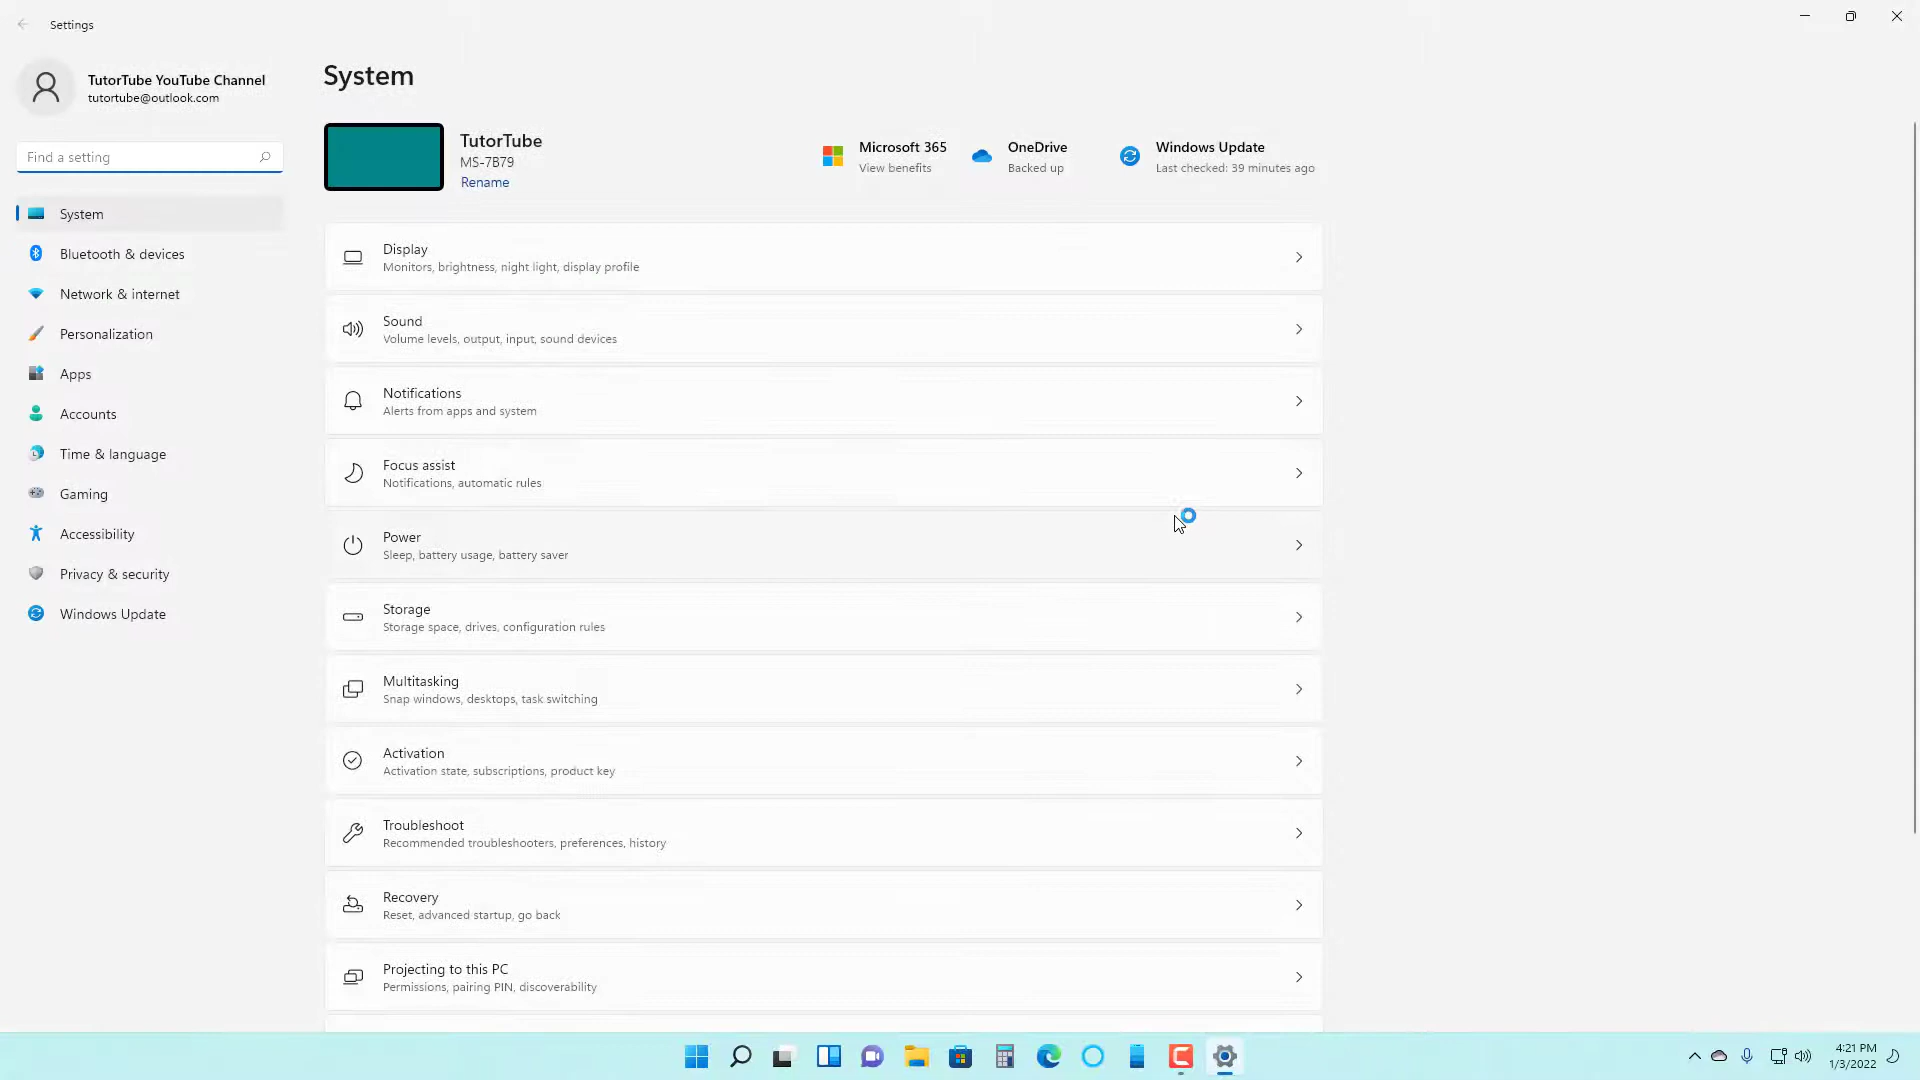 Settings
TutorTube YouTube Channel
tutortube@outlook.com
Find a setting
System
Bluetooth & devices
Network & internet
Personalization
Apps
Accounts
Time & language
Gaming
Accessibility
Privacy & security
Windows Update
System
TutorTube
MS-7B79
Rename
Microsoft 365
View benefits
OneDrive
Backed up
Windows Update
Last checked: 39 minutes ago
Display
Monitors, brightness, night light, display profile
Sound
Volume levels, output, input, sound devices
Notifications
Alerts from apps and system
Focus assist
Notifications, automatic rules
Power
Sleep, battery usage, battery saver
Storage
Storage space, drives, configuration rules
Multitasking
Snap windows, desktops, task switching
Activation
Activation state, subscriptions, product key
Troubleshoot
Recommended troubleshooters, preferences, history
Recovery
Reset, advanced startup, go back
Projecting to this PC
Permissions, pairing PIN, discoverability
4:21 PM
1/3/2022